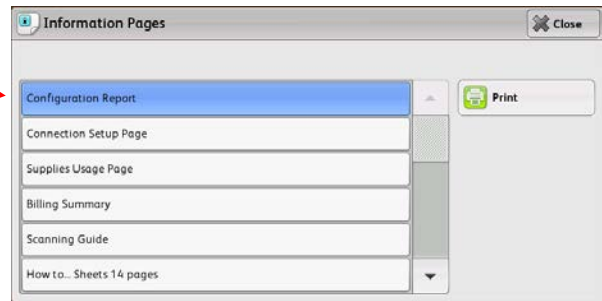 Information Pages
Close
Configuration Report
Print
Connection Setup Page
Supplies Usage Page
Billing Summary
Scanning Guide
How to... Sheets 14 pages